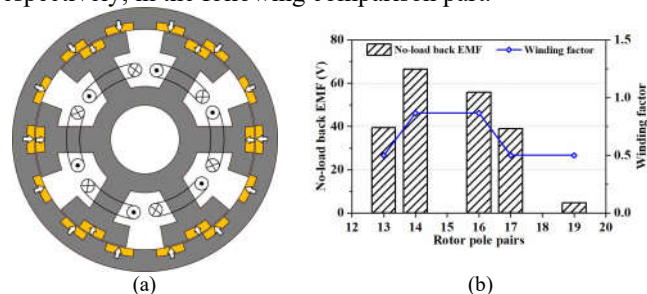 espectively, in the following comparison part.
80
60
40
20
0
No-load back EMF (V)
No-load back EMF
Winding factor
1.5
1.0
0.5
0.0
Winding factor
12 13 14 15 16 17 18 19 20
Rotor pole pairs
(a)
(b)